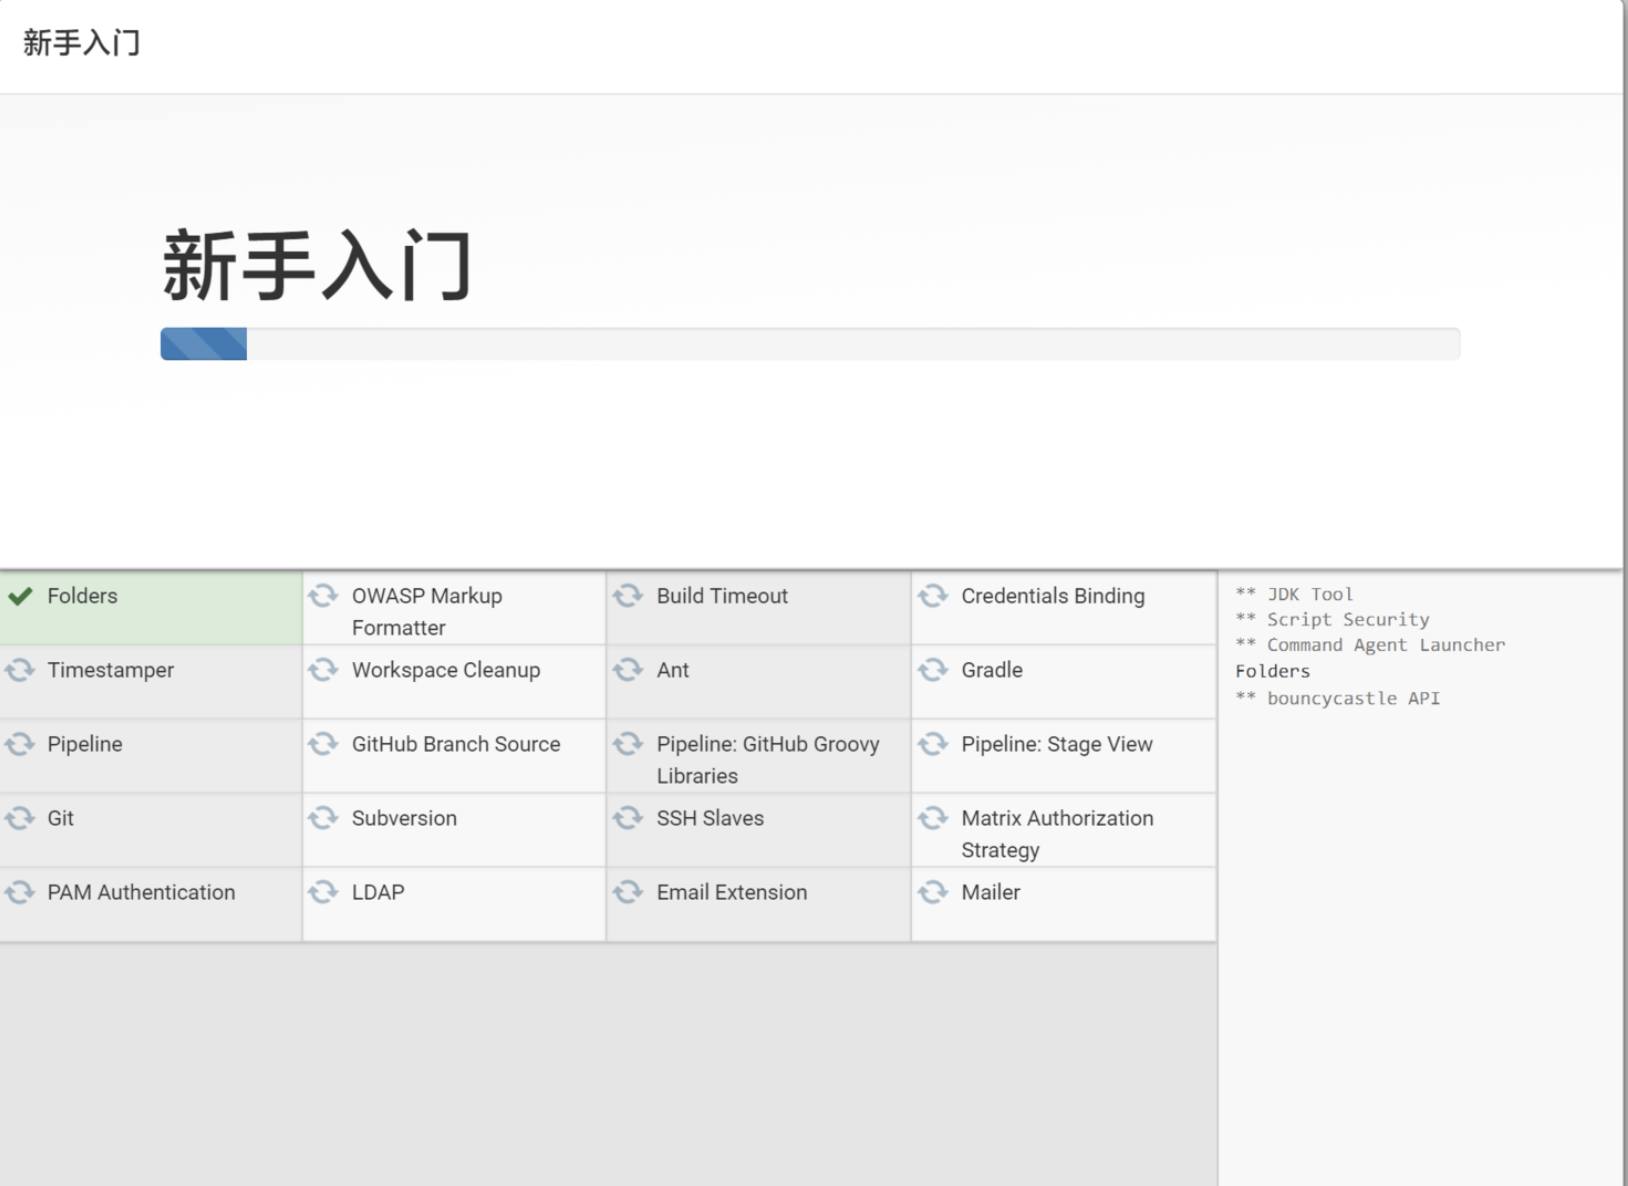 新手入门
新手入门
Folders
OWASP Markup
Formatter
Build Timeout
Credentials Binding
Timestamper
Workspace Cleanup
Ant
Gradle
Pipeline
GitHub Branch Source
Pipeline: GitHub Groovy
Libraries
Pipeline: Stage View
Git
Subversion
SSH Slaves
Matrix Authorization
Strategy
PAM Authentication
LDAP
Email Extension
Mailer
** JDK Tool
** Script Security
** Command Agent Launcher
Folders
** bouncycastle API